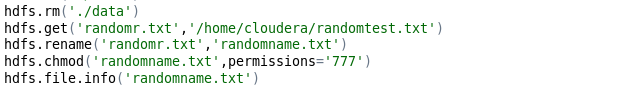 hdfs.rm('./data')
hdfs.get('randomr.txt','/home/cloudera/randomtest.txt')
hdfs.rename('randomr.txt','randomname.txt')
hdfs.chmod('randomname.txt',permissions='777')
hdfs.file.info('randomname.txt')